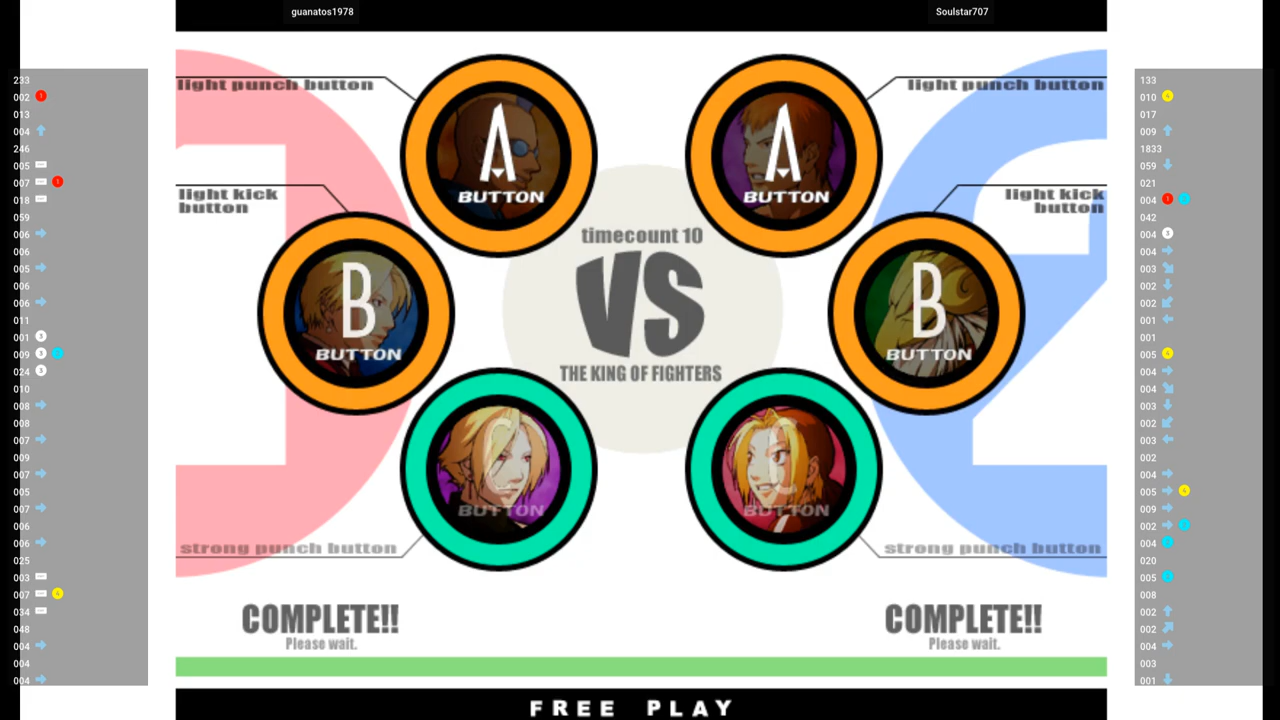 guanatos1978
Soulstar707
light punch button
light punch button
A
BUTTON
A
BUTTON
light kick
button
light kick
button
timecount 10
VS
THE KING OF FIGHTERS
B
BUTTON
B
BUTTON
C
BUTTON
C
BUTTON
strong punch button
strong punch button
COMPLETE!!
Please wait.
COMPLETE!!
Please wait.
FREE PLAY
1
2
233
002
013
004
246
005
007
018
059
006
006
005
006
006
011
001
009
024
010
008
008
007
009
007
005
007
006
006
025
003
007
034
048
004
004
004
133
010
017
009
1833
059
021
004
042
004
004
003
002
002
001
001
005
004
004
003
002
003
002
004
005
009
002
004
020
005
008
002
002
004
003
001